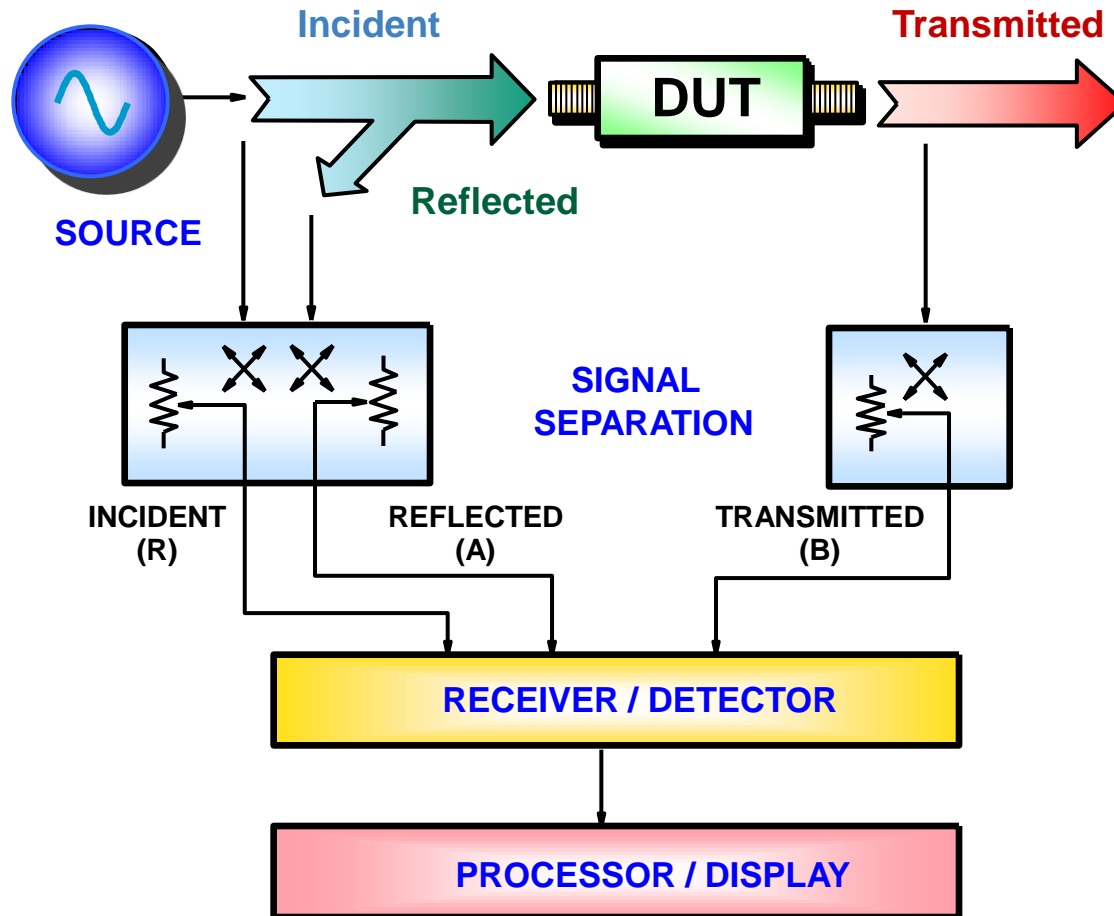 Incident
Transmitted
DUT
Reflected
SOURCE
SIGNAL
SEPARATION
INCIDENT
(R)
REFLECTED
(A)
TRANSMITTED
(B)
RECEIVER / DETECTOR
PROCESSOR / DISPLAY